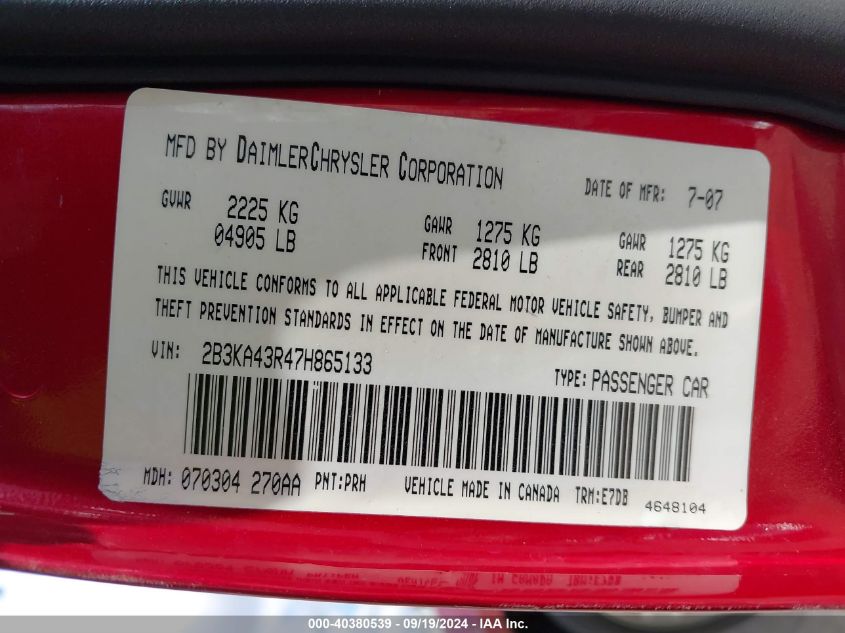 MFD BY DAIMLERCHRYSLER CORPORATION DATE OF MFR: 7-07
GVWR 2225 KG GAWR 1275 KG GAWR 1275 KG
04905 LB FRONT 2810 LB REAR 2810 LB
THIS VEHICLE CONFORMS TO ALL APPLICABLE FEDERAL MOTOR VEHICLE SAFETY, BUMPER AND
THEFT PREVENTION STANDARDS IN EFFECT ON THE DATE OF MANUFACTURE SHOWN ABOVE.
VIN: 2B3KA43R47H865133 TYPE: PASSENGER CAR
MDH: 070304 270AA PNT:PRH VEHICLE MADE IN CANADA TRM:E7DB 4648104
000-40380539 - 09/19/2024 - IAA Inc.